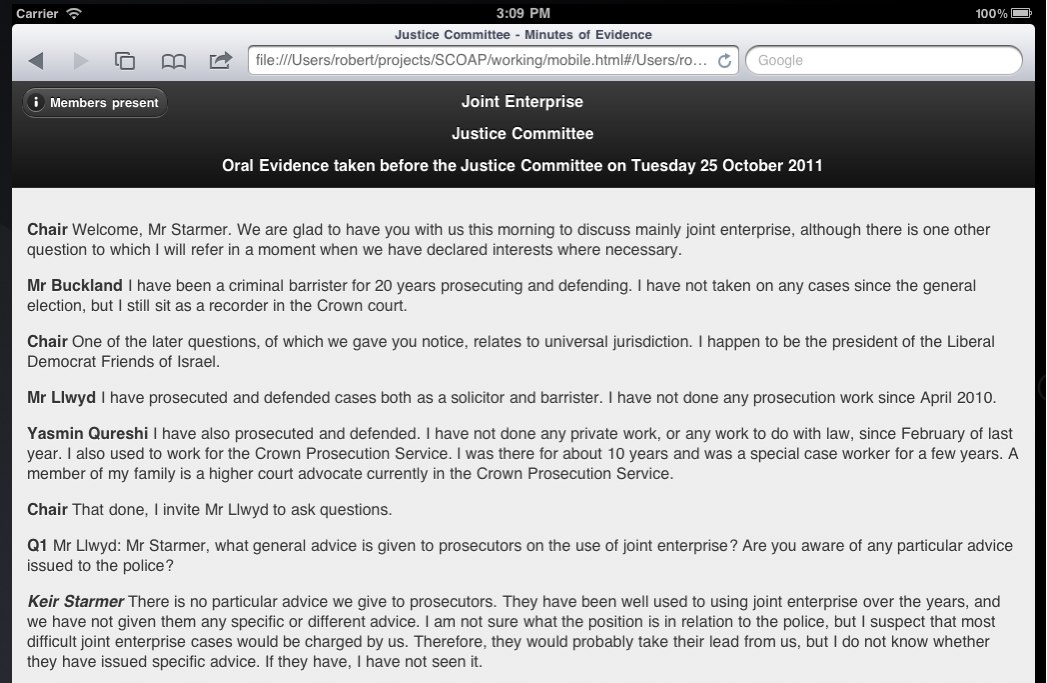 Carrier 3:09 PM 100%
Justice Committee - Minutes of Evidence
file:///Users/robert/projects/SCOAP/working/mobile.html#/Users/ro... Google
Members present
Joint Enterprise
Justice Committee
Oral Evidence taken before the Justice Committee on Tuesday 25 October 2011
Chair Welcome, Mr Starmer. We are glad to have you with us this morning to discuss mainly joint enterprise, although there is one other
question to which I will refer in a moment when we have declared interests where necessary.
Mr Buckland I have been a criminal barrister for 20 years prosecuting and defending. I have not taken on any cases since the general
election, but I still sit as a recorder in the Crown court.
Chair One of the later questions, of which we gave you notice, relates to universal jurisdiction. I happen to be the president of the Liberal
Democrat Friends of Israel.
Mr Llwyd I have prosecuted and defended cases both as a solicitor and barrister. I have not done any prosecution work since April 2010.
Yasmin Qureshi I have also prosecuted and defended. I have not done any private work, or any work to do with law, since February of last
year. I also used to work for the Crown Prosecution Service. I was there for about 10 years and was a special case worker for a few years. A
member of my family is a higher court advocate currently in the Crown Prosecution Service.
Chair That done, I invite Mr Llwyd to ask questions.
Q1 Mr Llwyd: Mr Starmer, what general advice is given to prosecutors on the use of joint enterprise? Are you aware of any particular advice
issued to the police?
Keir Starmer There is no particular advice we give to prosecutors. They have been well used to using joint enterprise over the years, and
we have not given them any specific or different advice. I am not sure what the position is in relation to the police, but I suspect that most
difficult joint enterprise cases would be charged by us. Therefore, they would probably take their lead from us, but I do not know whether
they have issued specific advice. If they have, I have not seen it.